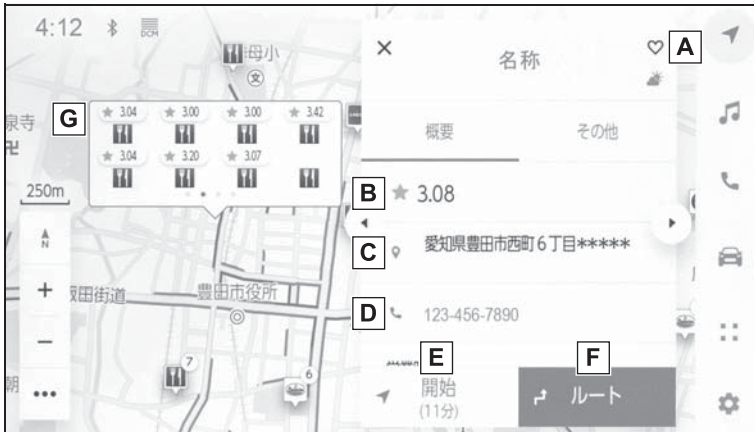 4:12
DCM
母小
文
泉寺
G
3.04
3.00
3.00
3.42
3.04
3.20
3.07
250m
N
飯田街道
豊田市役所
朝
7
6
A
名称
概要
その他
B
3.08
C
愛知県豊田市西町6丁目*****
D
123-456-7890
E
開始
(11分)
F
ルート